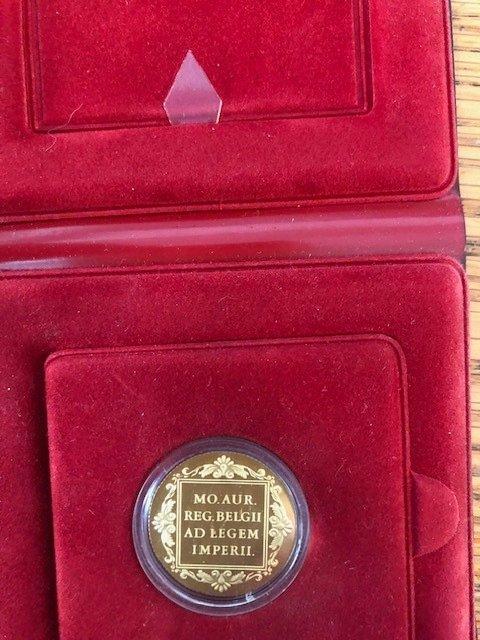 MO.AUR.
REG.BELGII
AD LEGEM
IMPERII.